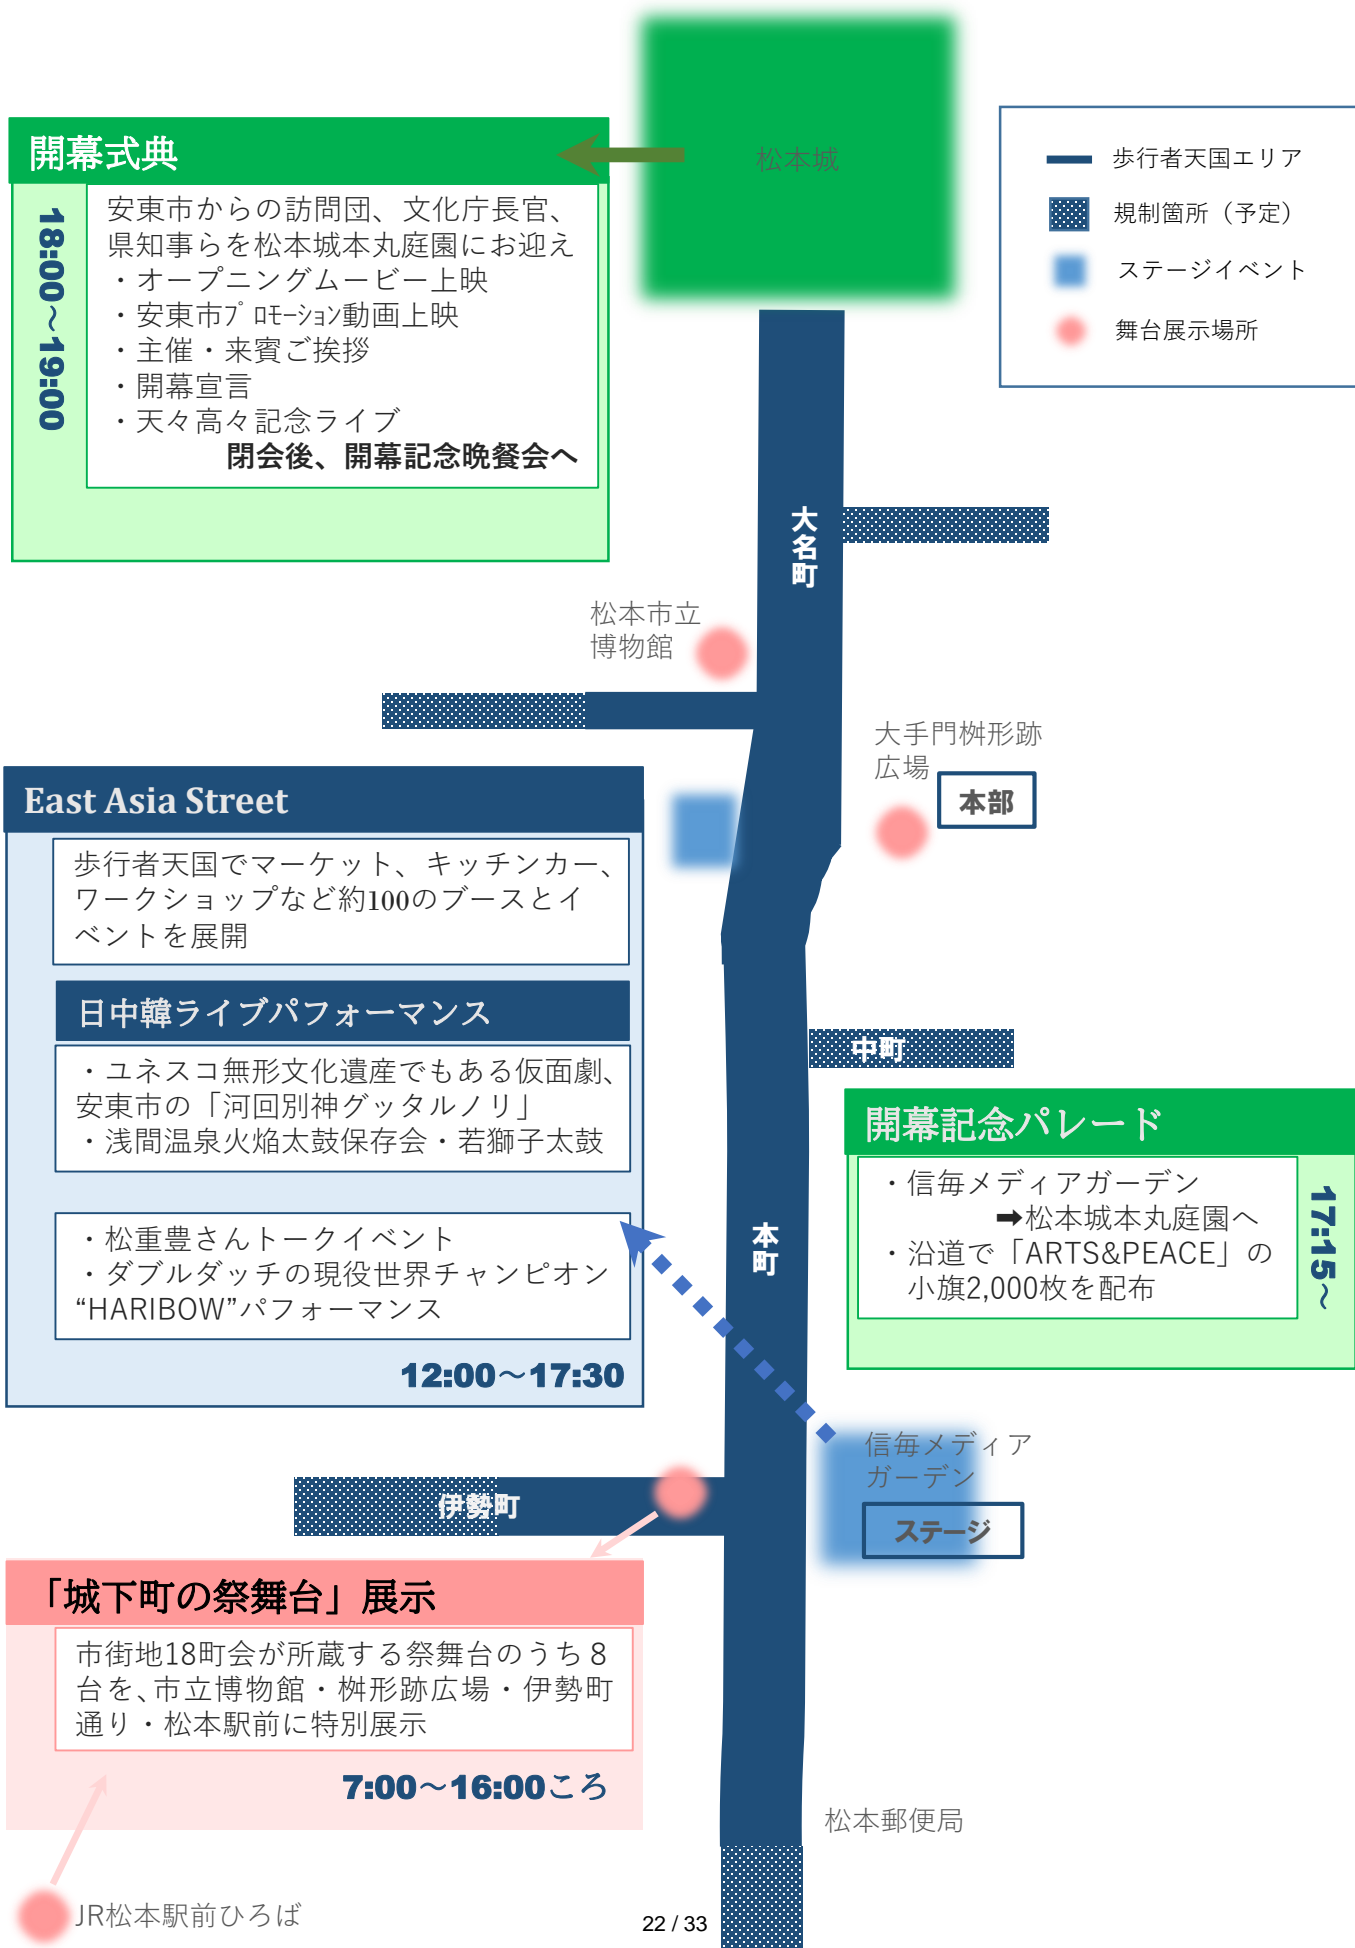 松本城
歩行者天国エリア
規制箇所（予定）
ステージイベント
舞台展示場所
開幕式典
18:00～19:00
安東市からの訪問団、文化庁長官、
県知事らを松本城本丸庭園にお迎え
・オープニングムービー上映
・安東市ﾌﾟﾛﾓｰｼｮﾝ動画上映
・主催・来賓ご挨拶
・開幕宣言
・天々高々記念ライブ
閉会後、開幕記念晩餐会へ
大名町
松本市立
博物館
大手門桝形跡
広場
本部
East Asia Street
歩行者天国でマーケット、キッチンカー、
ワークショップなど約100のブースとイ
ベントを展開
日中韓ライブパフォーマンス
・ユネスコ無形文化遺産でもある仮面劇、
安東市の「河回別神グッタルノリ」
・浅間温泉火焔太鼓保存会・若獅子太鼓
・松重豊さんトークイベント
・ダブルダッチの現役世界チャンピオン
“HARIBOW”パフォーマンス
12:00～17:30
中町
開幕記念パレード
・信毎メディアガーデン
➡松本城本丸庭園へ
・沿道で「ARTS&PEACE」の
小旗2,000枚を配布
17:15～
本町
信毎メディア
ガーデン
ステージ
伊勢町
「城下町の祭舞台」展示
市街地18町会が所蔵する祭舞台のうち８
台を、市立博物館・桝形跡広場・伊勢町
通り・松本駅前に特別展示
7:00～16:00ころ
松本郵便局
JR松本駅前ひろば
22 / 33